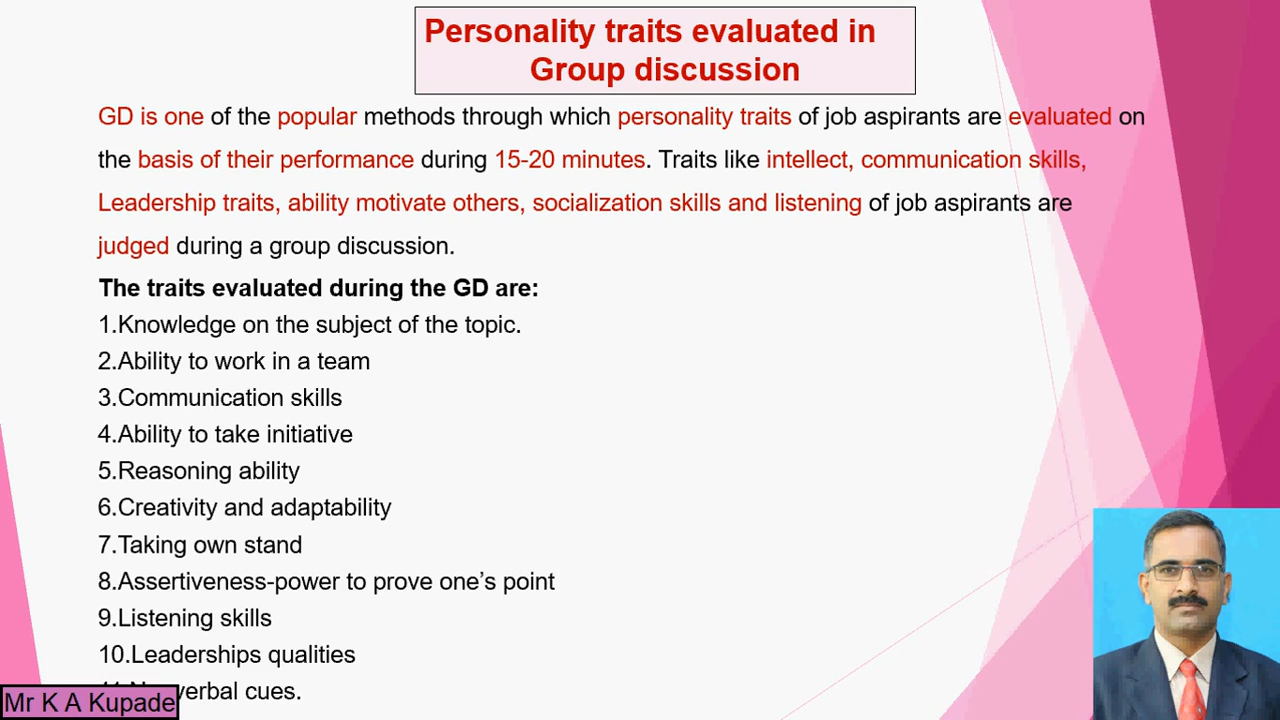 Personality traits evaluated in
Group discussion
GD is one of the popular methods through which personality traits of job aspirants are evaluated on
the basis of their performance during 15-20 minutes. Traits like intellect, communication skills,
Leadership traits, ability motivate others, socialization skills and listening of job aspirants are
judged during a group discussion.
The traits evaluated during the GD are:
1.Knowledge on the subject of the topic.
2.Ability to work in a team
3.Communication skills
4.Ability to take initiative
5.Reasoning ability
6.Creativity and adaptability
7.Taking own stand
8.Assertiveness-power to prove one’s point
9.Listening skills
10.Leaderships qualities
verbal cues.
Mr K A Kupade